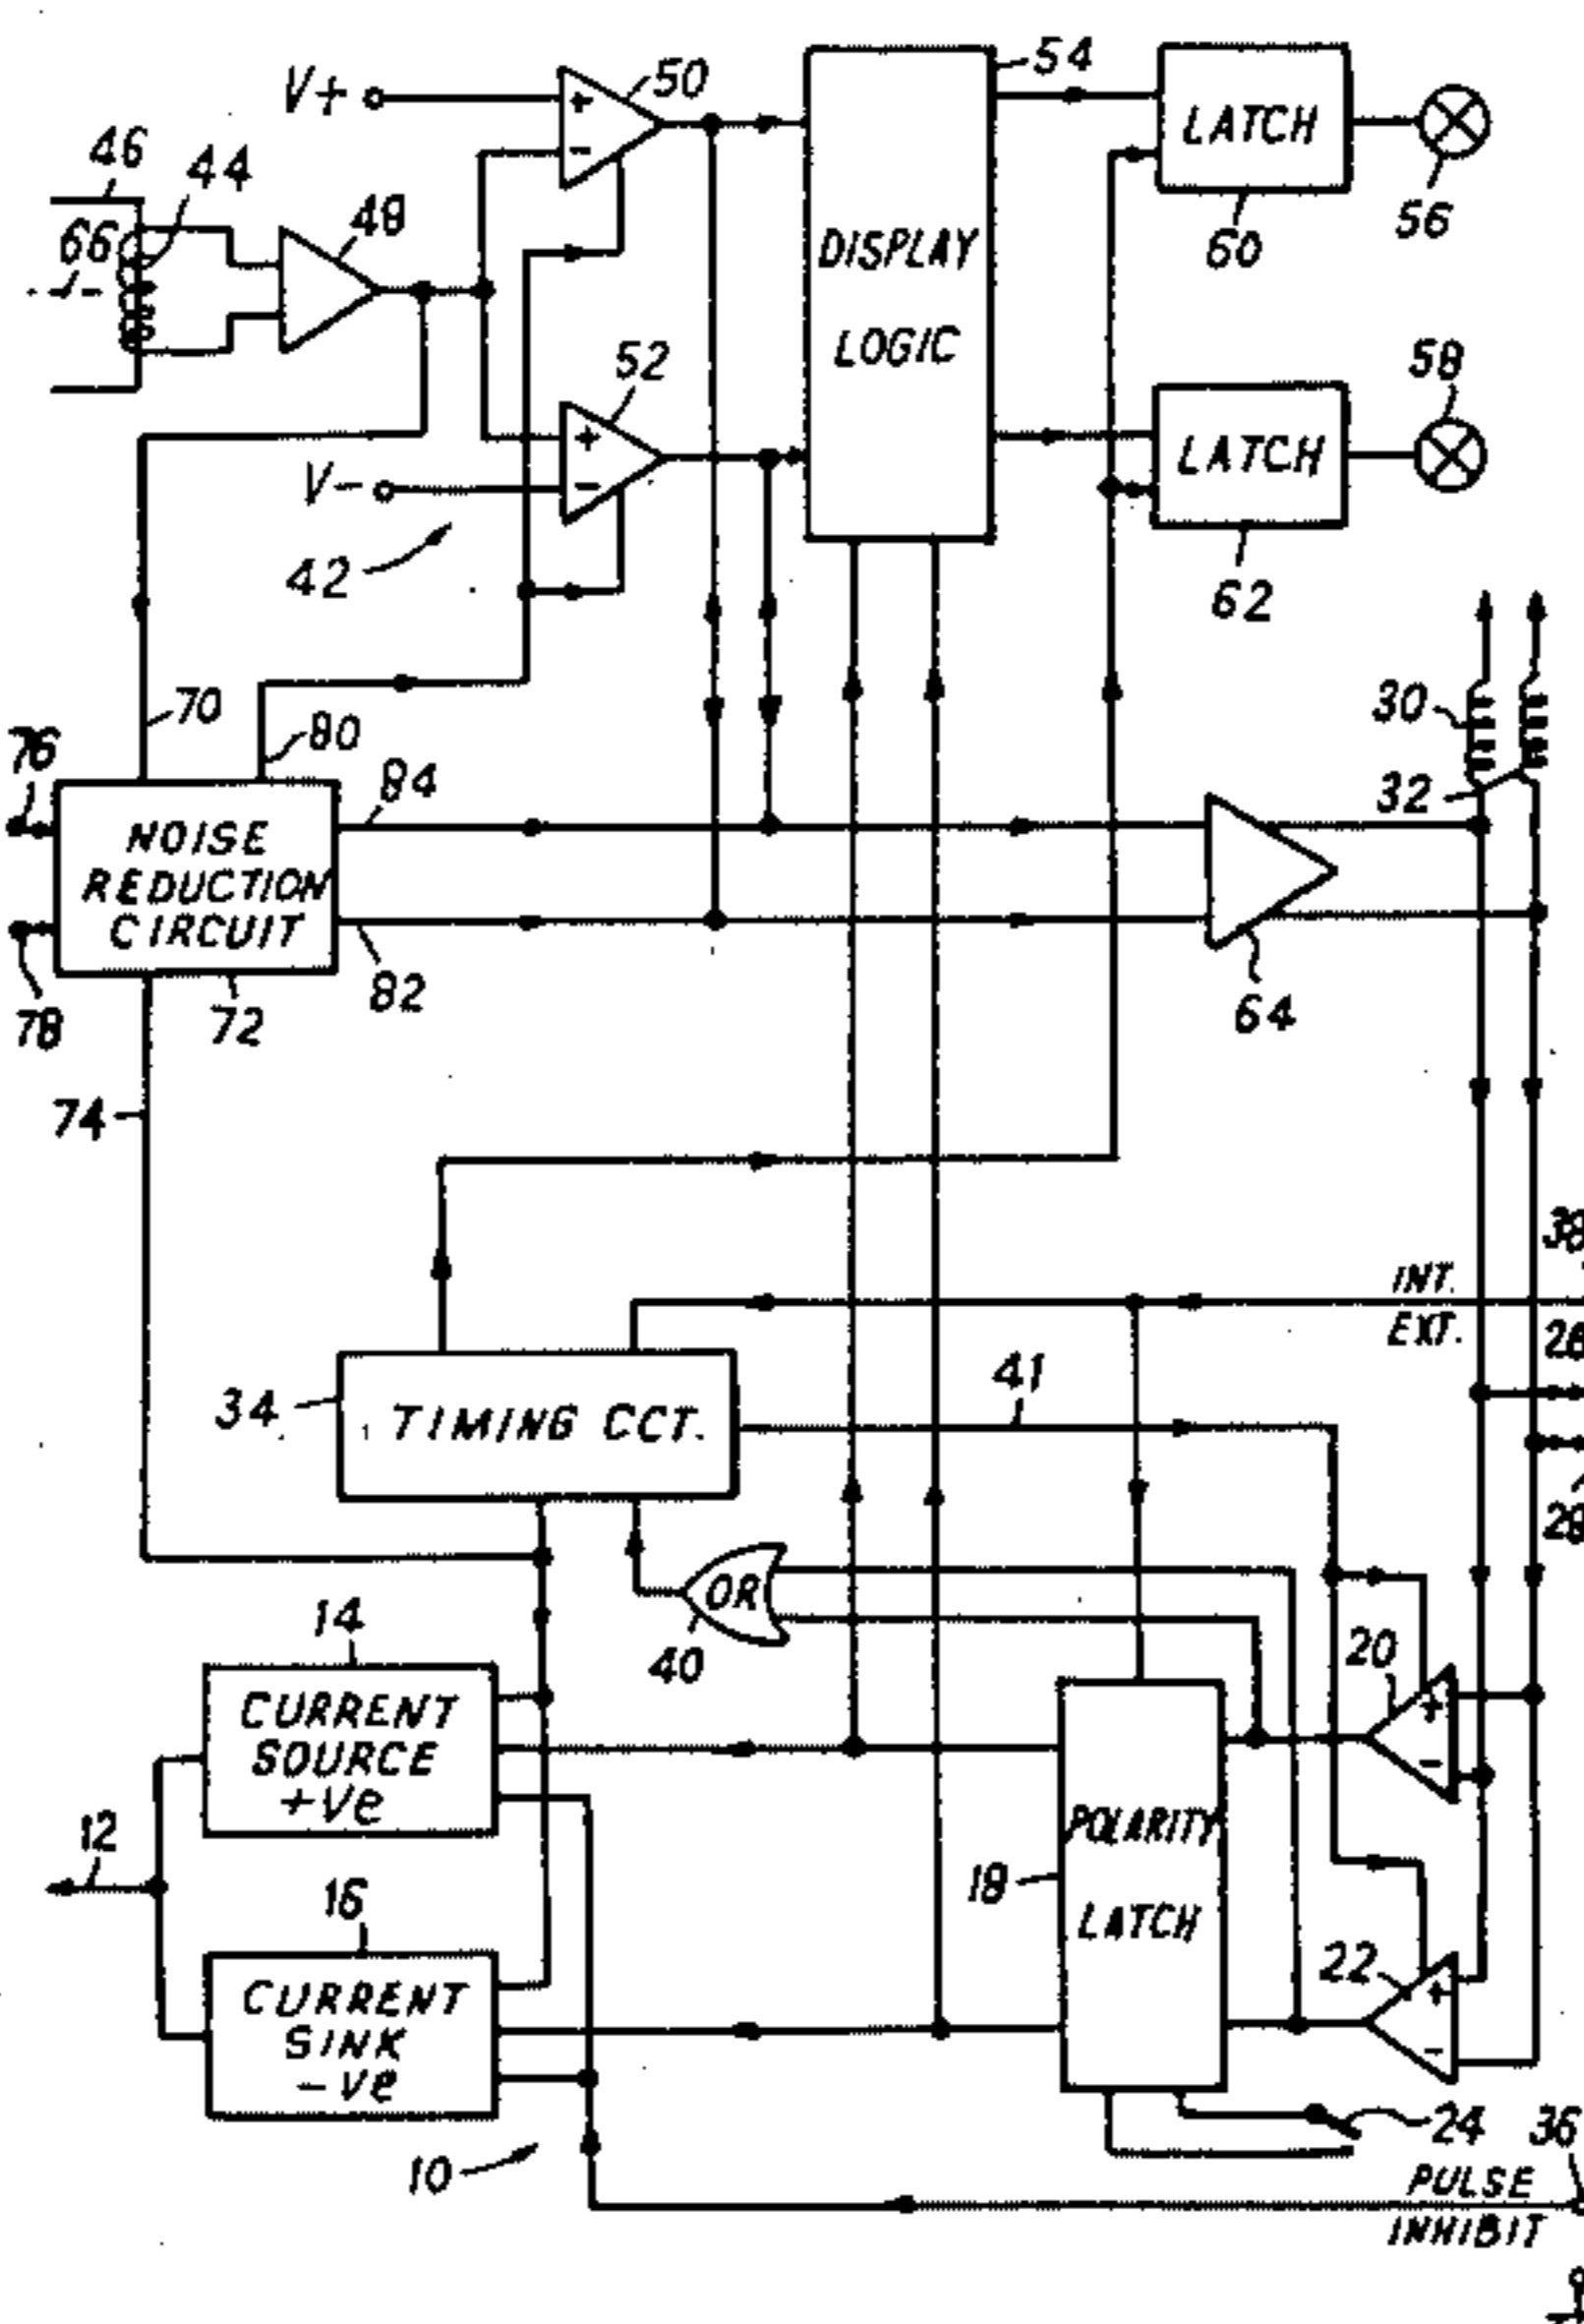 50
54
V+
+
-
LATCH
46
44
48
60
56
66
DISPLAY
LOGIC
52
58
+
-
V-
LATCH
42
62
70
80
30
76
84
32
NOISE
REDUCTION
CIRCUIT
78
72
82
64
74
38
INT.
EXT.
26
41
34
TIMING CCT.
28
14
OR
40
20
CURRENT
SOURCE
+Ve
+
-
POLARITY
LATCH
12
18
16
22
CURRENT
SINK
-Ve
+
-
24
36
10
PULSE
INHIBIT